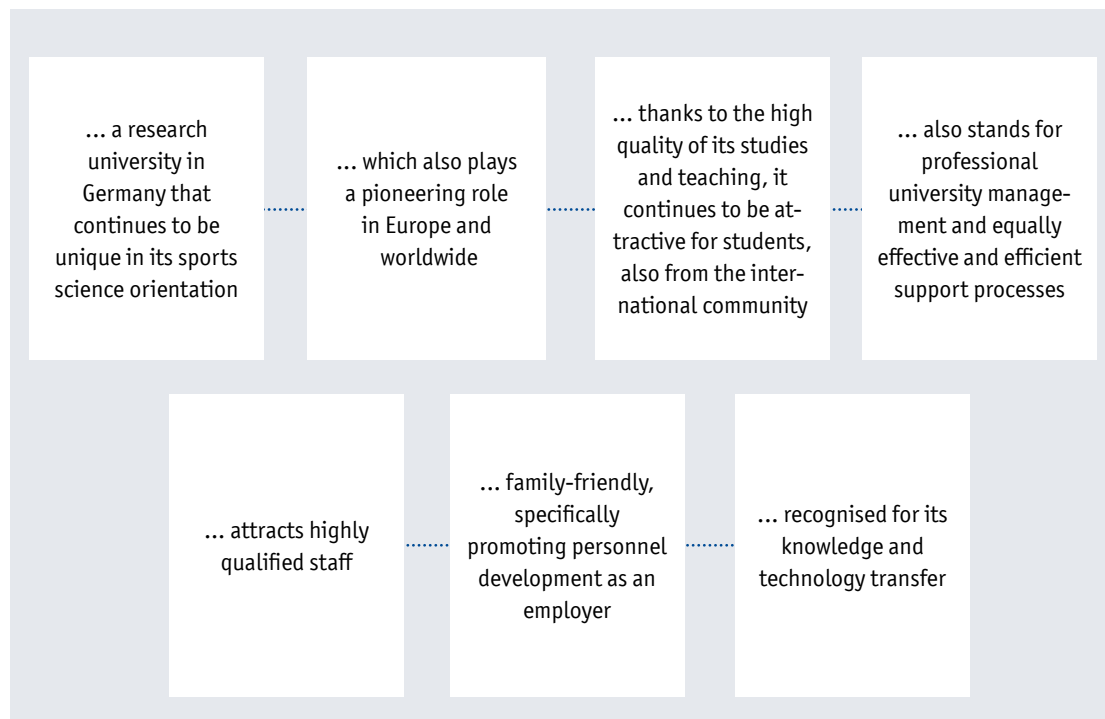 ... a research
university in
Germany that
continues to be
unique in its sports
science orientation
... which also plays
a pioneering role
in Europe and
worldwide
... thanks to the high
quality of its studies
and teaching, it
continues to be at-
tractive for students,
also from the inter-
national community
... also stands for
professional
university manage-
ment and equally
effective and efficient
support processes
... attracts highly
qualified staff
... family-friendly,
specifically
promoting personnel
development as an
employer
... recognised for its
knowledge and
technology transfer